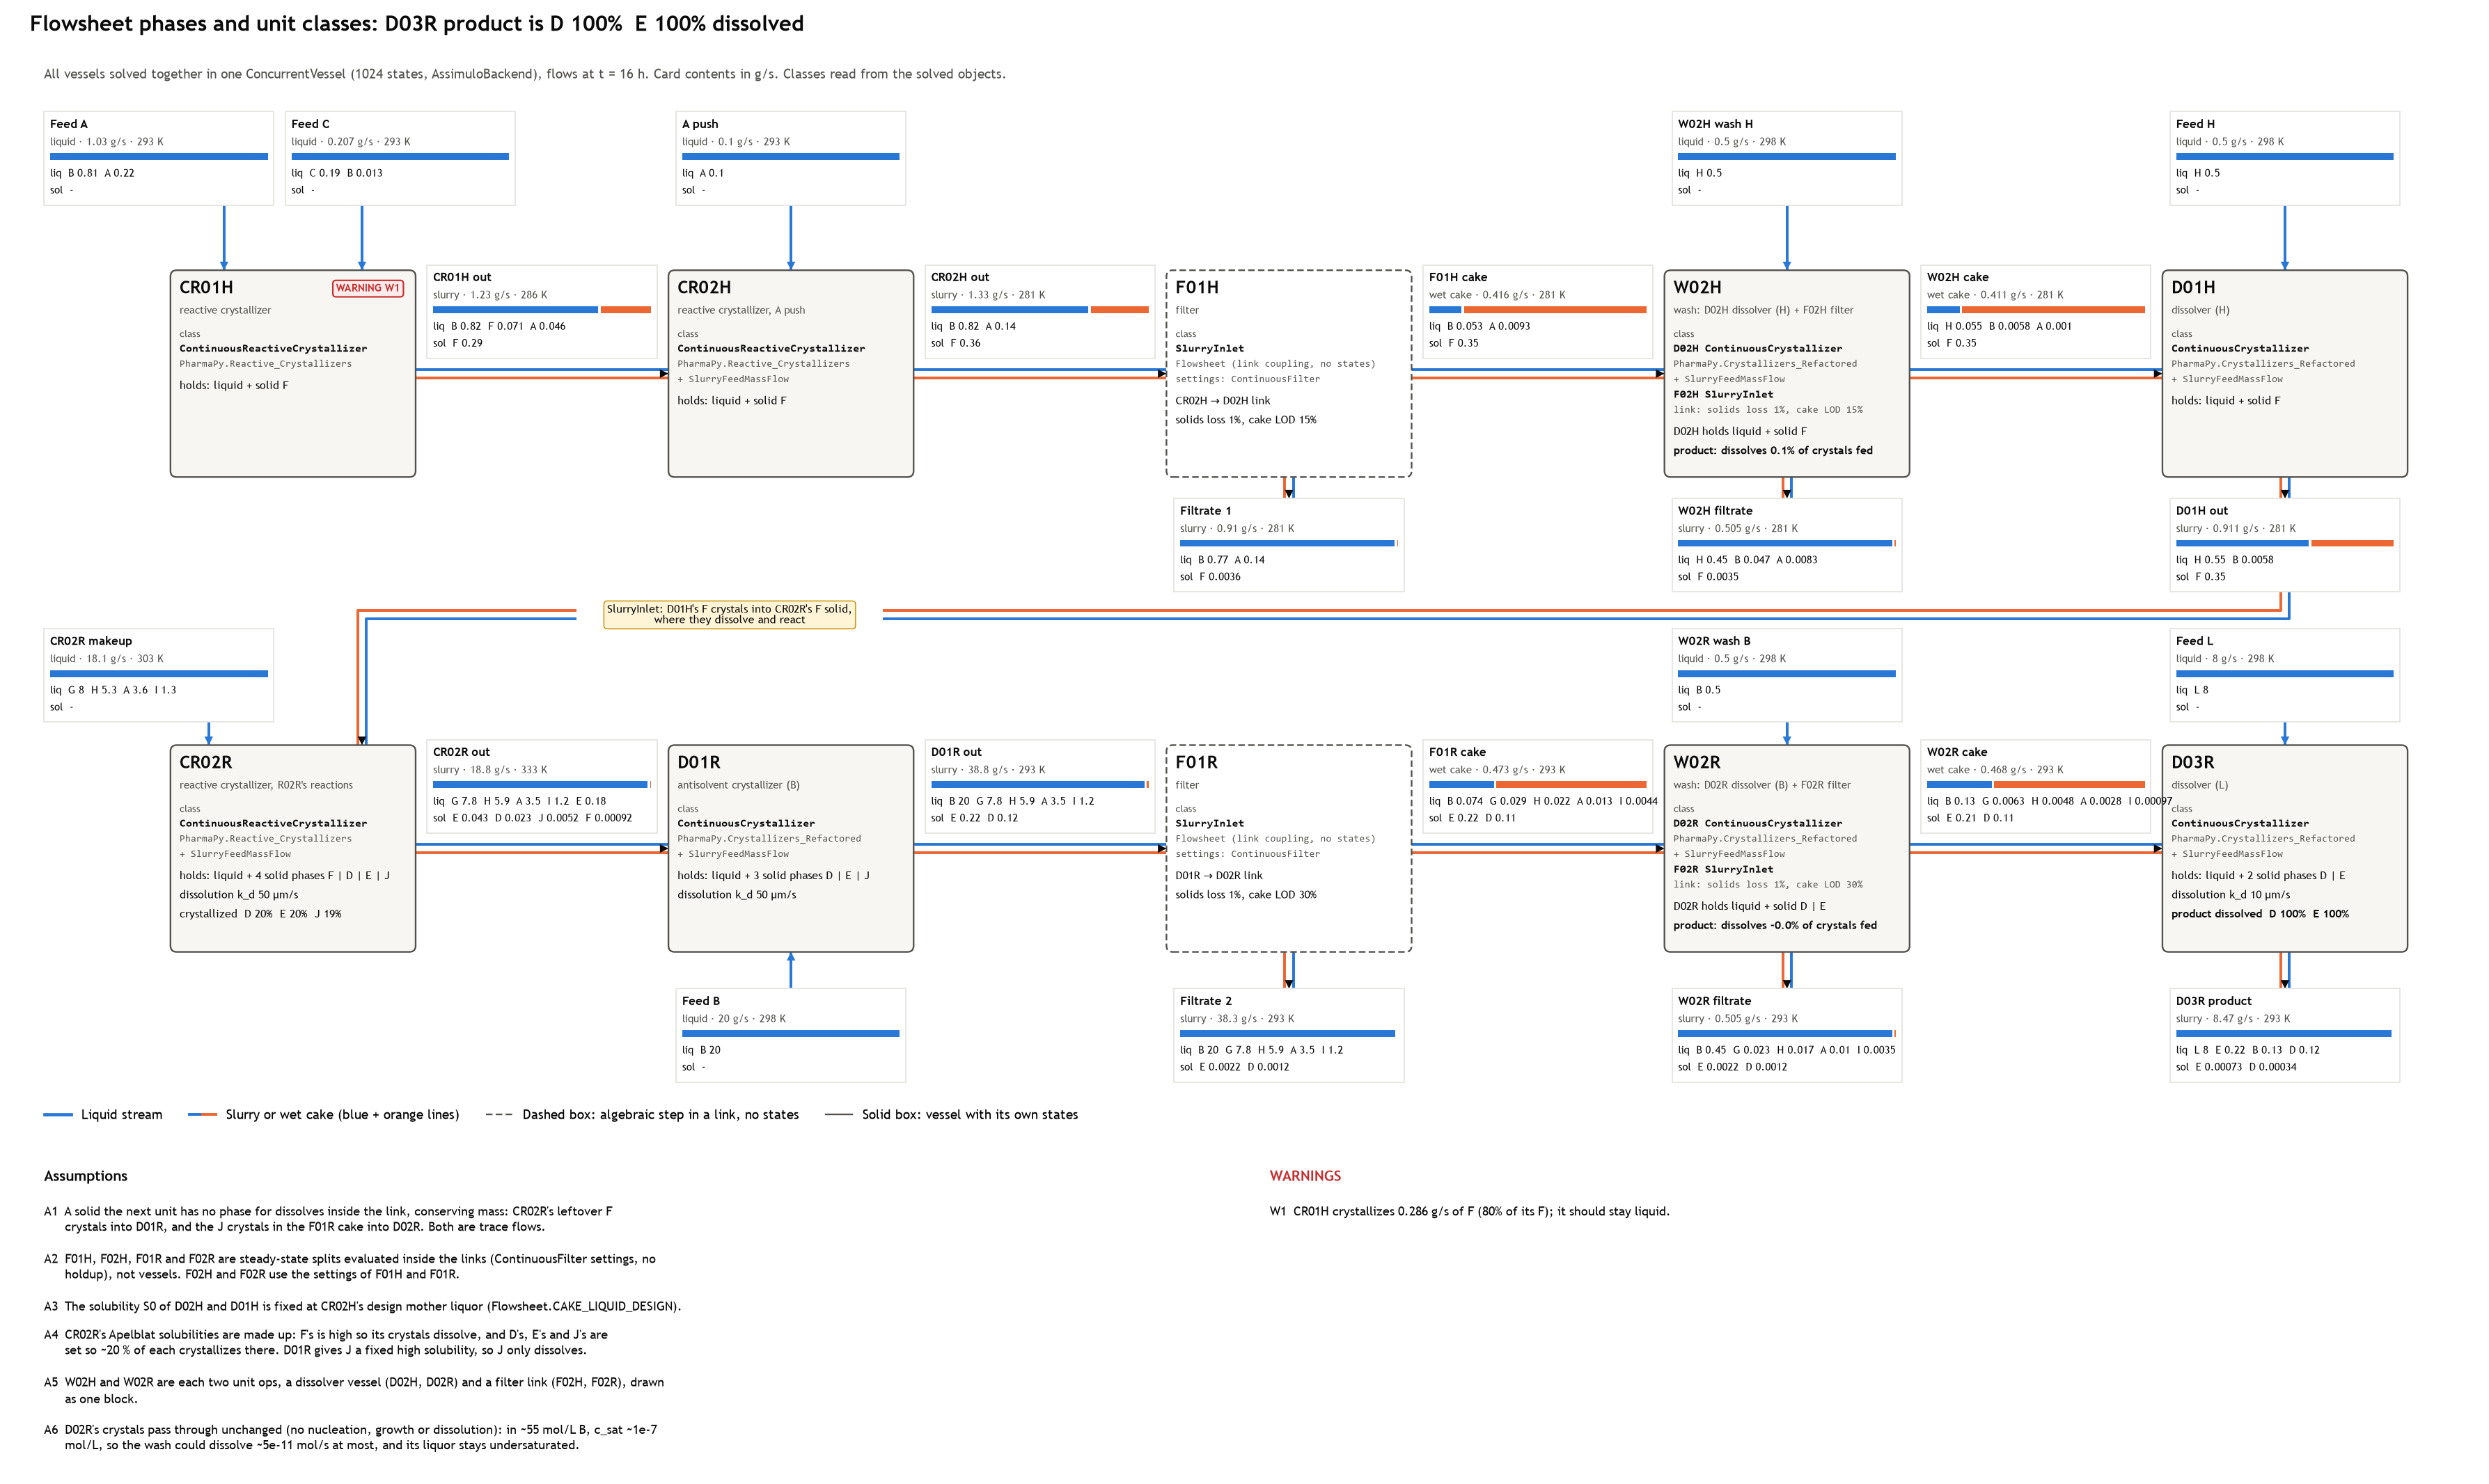 Flowsheet phases and unit classes: D03R product is D 100%  E 100% dissolved
All vessels solved together in one ConcurrentVessel (1024 states, AssimuloBackend), flows at t = 16 h. Card contents in g/s. Classes read from the solved objects.
Feed A
liquid · 1.03 g/s · 293 K
liq  B 0.81  A 0.22
sol  -
Feed C
liquid · 0.207 g/s · 293 K
liq  C 0.19  B 0.013
sol  -
A push
liquid · 0.1 g/s · 293 K
liq  A 0.1
sol  -
W02H wash H
liquid · 0.5 g/s · 298 K
liq  H 0.5
sol  -
Feed H
liquid · 0.5 g/s · 298 K
liq  H 0.5
sol  -
CR01H
WARNING W1
reactive crystallizer
class
ContinuousReactiveCrystallizer
PharmaPy.Reactive_Crystallizers
holds: liquid + solid F
CR01H out
slurry · 1.23 g/s · 286 K
liq  B 0.82  F 0.071  A 0.046
sol  F 0.29
CR02H
reactive crystallizer, A push
class
ContinuousReactiveCrystallizer
PharmaPy.Reactive_Crystallizers
+ SlurryFeedMassFlow
holds: liquid + solid F
CR02H out
slurry · 1.33 g/s · 281 K
liq  B 0.82  A 0.14
sol  F 0.36
F01H
filter
class
SlurryInlet
Flowsheet (link coupling, no states)
settings: ContinuousFilter
CR02H → D02H link
solids loss 1%, cake LOD 15%
F01H cake
wet cake · 0.416 g/s · 281 K
liq  B 0.053  A 0.0093
sol  F 0.35
W02H
wash: D02H dissolver (H) + F02H filter
class
D02H ContinuousCrystallizer
PharmaPy.Crystallizers_Refactored
+ SlurryFeedMassFlow
F02H SlurryInlet
link: solids loss 1%, cake LOD 15%
D02H holds liquid + solid F
product: dissolves 0.1% of crystals fed
W02H cake
wet cake · 0.411 g/s · 281 K
liq  H 0.055  B 0.0058  A 0.001
sol  F 0.35
D01H
dissolver (H)
class
ContinuousCrystallizer
PharmaPy.Crystallizers_Refactored
+ SlurryFeedMassFlow
holds: liquid + solid F
Filtrate 1
slurry · 0.91 g/s · 281 K
liq  B 0.77  A 0.14
sol  F 0.0036
W02H filtrate
slurry · 0.505 g/s · 281 K
liq  H 0.45  B 0.047  A 0.0083
sol  F 0.0035
D01H out
slurry · 0.911 g/s · 281 K
liq  H 0.55  B 0.0058
sol  F 0.35
SlurryInlet: D01H's F crystals into CR02R's F solid,
where they dissolve and react
CR02R makeup
liquid · 18.1 g/s · 303 K
liq  G 8  H 5.3  A 3.6  I 1.3
sol  -
W02R wash B
liquid · 0.5 g/s · 298 K
liq  B 0.5
sol  -
Feed L
liquid · 8 g/s · 298 K
liq  L 8
sol  -
CR02R
reactive crystallizer, R02R's reactions
class
ContinuousReactiveCrystallizer
PharmaPy.Reactive_Crystallizers
+ SlurryFeedMassFlow
holds: liquid + 4 solid phases F | D | E | J
dissolution k_d 50 µm/s
crystallized  D 20%  E 20%  J 19%
CR02R out
slurry · 18.8 g/s · 333 K
liq  G 7.8  H 5.9  A 3.5  I 1.2  E 0.18
sol  E 0.043  D 0.023  J 0.0052  F 0.00092
D01R
antisolvent crystallizer (B)
class
ContinuousCrystallizer
PharmaPy.Crystallizers_Refactored
+ SlurryFeedMassFlow
holds: liquid + 3 solid phases D | E | J
dissolution k_d 50 µm/s
D01R out
slurry · 38.8 g/s · 293 K
liq  B 20  G 7.8  H 5.9  A 3.5  I 1.2
sol  E 0.22  D 0.12
F01R
filter
class
SlurryInlet
Flowsheet (link coupling, no states)
settings: ContinuousFilter
D01R → D02R link
solids loss 1%, cake LOD 30%
F01R cake
wet cake · 0.473 g/s · 293 K
liq  B 0.074  G 0.029  H 0.022  A 0.013  I 0.0044
sol  E 0.22  D 0.11
W02R
wash: D02R dissolver (B) + F02R filter
class
D02R ContinuousCrystallizer
PharmaPy.Crystallizers_Refactored
+ SlurryFeedMassFlow
F02R SlurryInlet
link: solids loss 1%, cake LOD 30%
D02R holds liquid + solid D | E
product: dissolves -0.0% of crystals fed
W02R cake
wet cake · 0.468 g/s · 293 K
liq  B 0.13  G 0.0063  H 0.0048  A 0.0028  I 0.00097
sol  E 0.21  D 0.11
D03R
dissolver (L)
class
ContinuousCrystallizer
PharmaPy.Crystallizers_Refactored
+ SlurryFeedMassFlow
holds: liquid + 2 solid phases D | E
dissolution k_d 10 µm/s
product dissolved  D 100%  E 100%
Feed B
liquid · 20 g/s · 298 K
liq  B 20
sol  -
Filtrate 2
slurry · 38.3 g/s · 293 K
liq  B 20  G 7.8  H 5.9  A 3.5  I 1.2
sol  E 0.0022  D 0.0012
W02R filtrate
slurry · 0.505 g/s · 293 K
liq  B 0.45  G 0.023  H 0.017  A 0.01  I 0.0035
sol  E 0.0022  D 0.0012
D03R product
slurry · 8.47 g/s · 293 K
liq  L 8  E 0.22  B 0.13  D 0.12
sol  E 0.00073  D 0.00034
Liquid stream
Slurry or wet cake (blue + orange lines)
Dashed box: algebraic step in a link, no states
Solid box: vessel with its own states
Assumptions
A1  A solid the next unit has no phase for dissolves inside the link, conserving mass: CR02R's leftover F
crystals into D01R, and the J crystals in the F01R cake into D02R. Both are trace flows.
A2  F01H, F02H, F01R and F02R are steady-state splits evaluated inside the links (ContinuousFilter settings, no
holdup), not vessels. F02H and F02R use the settings of F01H and F01R.
A3  The solubility S0 of D02H and D01H is fixed at CR02H's design mother liquor (Flowsheet.CAKE_LIQUID_DESIGN).
A4  CR02R's Apelblat solubilities are made up: F's is high so its crystals dissolve, and D's, E's and J's are
set so ~20 % of each crystallizes there. D01R gives J a fixed high solubility, so J only dissolves.
A5  W02H and W02R are each two unit ops, a dissolver vessel (D02H, D02R) and a filter link (F02H, F02R), drawn
as one block.
A6  D02R's crystals pass through unchanged (no nucleation, growth or dissolution): in ~55 mol/L B, c_sat ~1e-7
mol/L, so the wash could dissolve ~5e-11 mol/s at most, and its liquor stays undersaturated.
WARNINGS
W1  CR01H crystallizes 0.286 g/s of F (80% of its F); it should stay liquid.